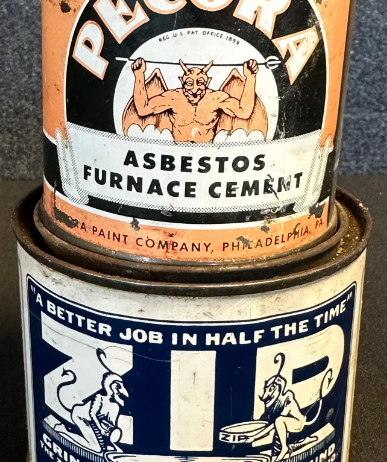 PECORA
REG. U.S. PAT. OFFICE 1899
ASBESTOS
FURNACE CEMENT
PAINT COMPANY, PHILADELPHIA, PA
"A BETTER JOB IN HALF THE TIME"
ZIP
ZIP